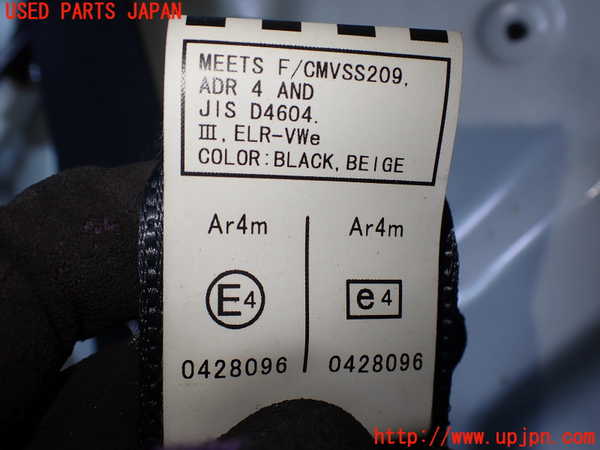 USED PARTS JAPAN
MEETS F/CMVSS209,
ADR 4 AND
JIS D4604.
III, ELR-VWe
COLOR:BLACK, BEIGE
Ar4m
Ar4m
E4
e4
0428096
0428096
http://www.upjpn.com/